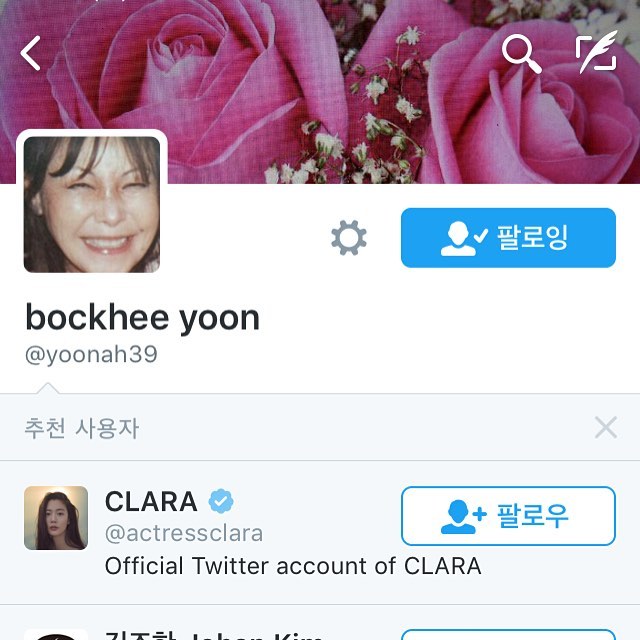 팔로잉
bockhee yoon
@yoonah39
추천 사용자
CLARA
팔로우
@actressclara
Official Twitter account of CLARA